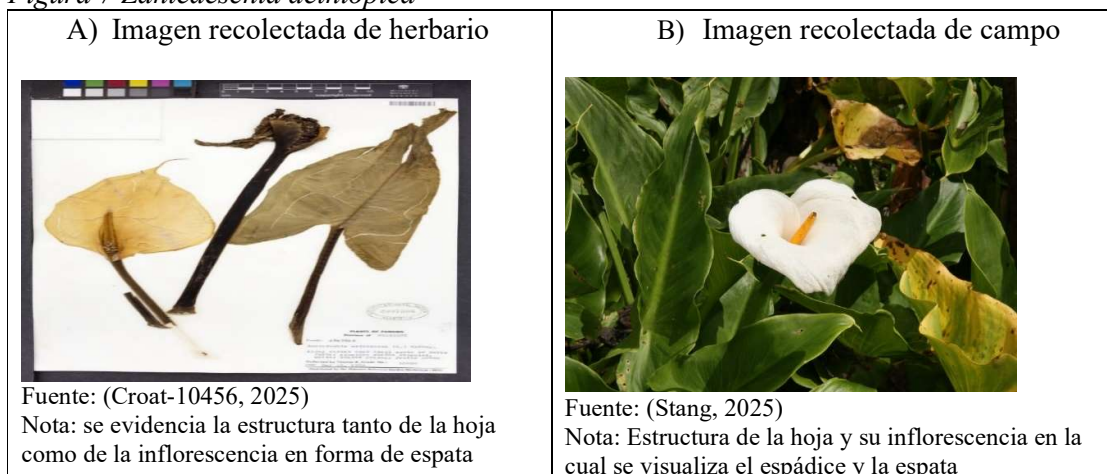 Figura 7 Zantedeschia aethiopica
A) Imagen recolectada de herbario
B) Imagen recolectada de campo
Fuente: (Croat-10456, 2025)
Nota: se evidencia la estructura tanto de la hoja
como de la inflorescencia en forma de espata
Fuente: (Stang, 2025)
Nota: Estructura de la hoja y su inflorescencia en la
cual se visualiza el espádice y la espata